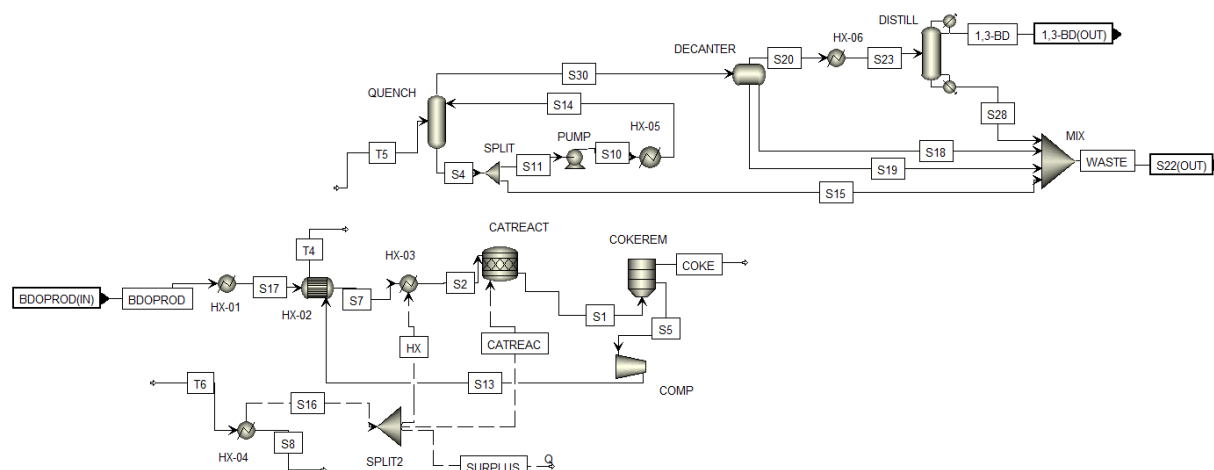 DISTILL
1,3-BD
1,3-BD(OUT)
HX-06
DECANTER
S20
S23
S30
QUENCH
S14
HX-05
S28
PUMP
MIX
SPLIT
T5
S10
S11
S18
WASTE
S22(OUT)
S4
S19
S15
CATREACT
COKEREM
T4
HX-03
COKE
S2
BDOPROD(IN)
BDOPROD
S17
S7
HX-01
HX-02
S1
S5
HX
CATREAC
T6
S13
COMP
S16
S8
HX-04
SPLIT2
SURPLUS
Q